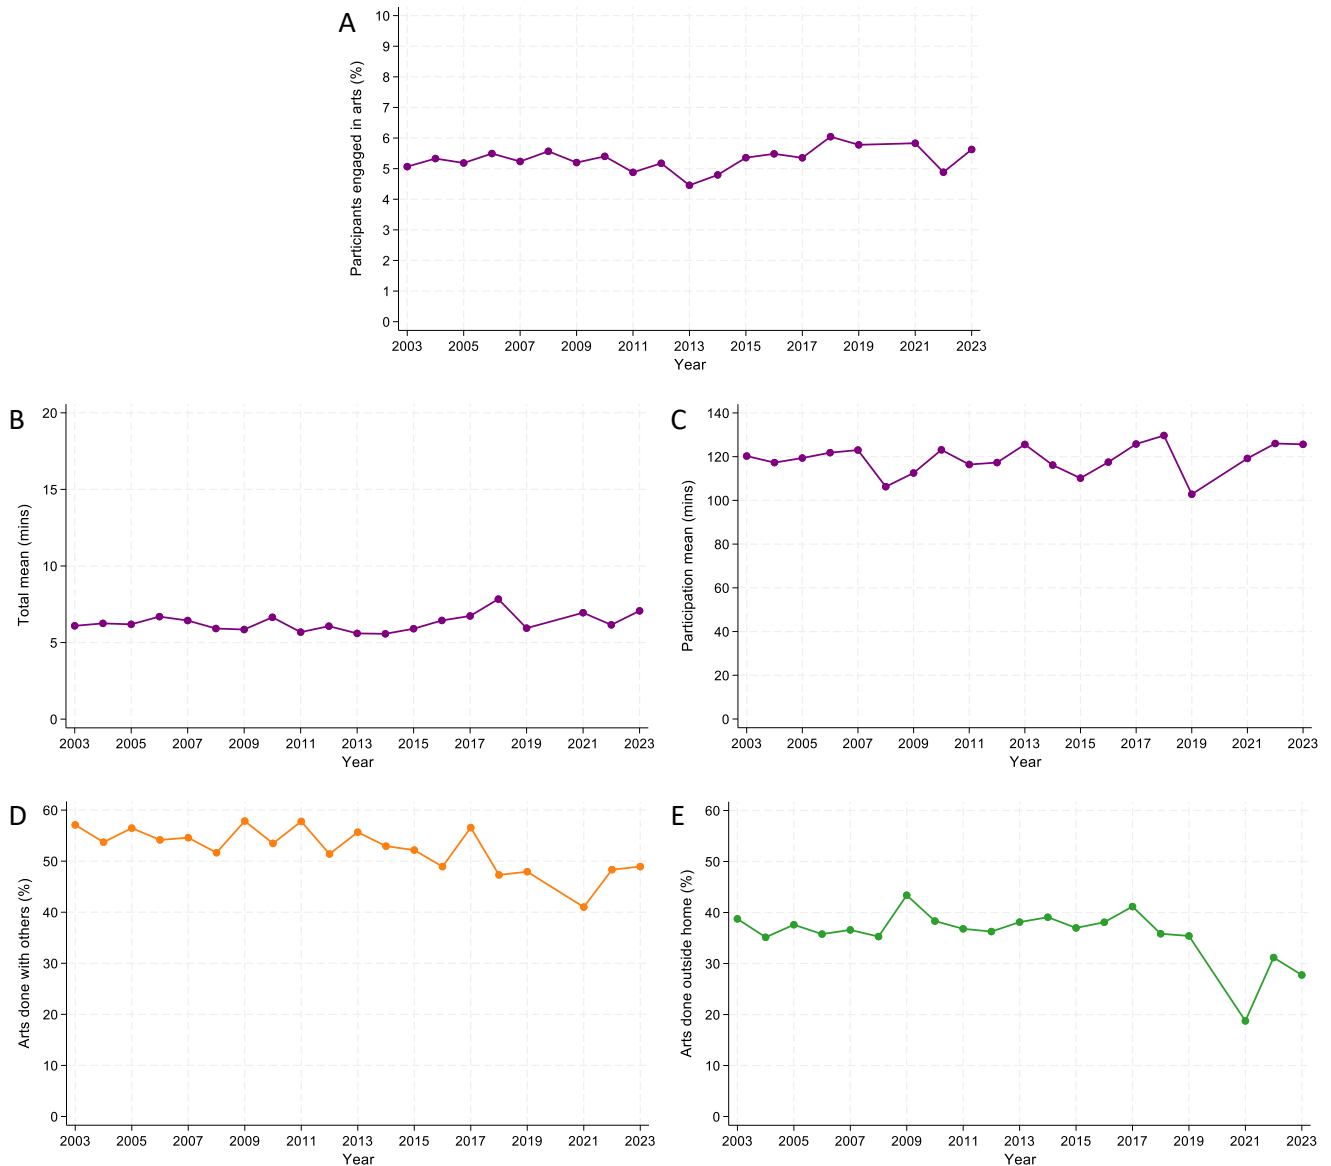 A
Participants engaged in arts (%)
10
9
8
7
6
5
4
3
2
1
0
2003 2005 2007 2009 2011 2013 2015 2017 2019 2021 2023
Year
B
Total mean (mins)
20
15
10
5
0
2003 2005 2007 2009 2011 2013 2015 2017 2019 2021 2023
Year
C
Participation mean (mins)
140
120
100
80
60
40
20
0
2003 2005 2007 2009 2011 2013 2015 2017 2019 2021 2023
Year
D
Arts done with others (%)
60
50
40
30
20
10
0
2003 2005 2007 2009 2011 2013 2015 2017 2019 2021 2023
Year
E
Arts done outside home (%)
60
50
40
30
20
10
0
2003 2005 2007 2009 2011 2013 2015 2017 2019 2021 2023
Year